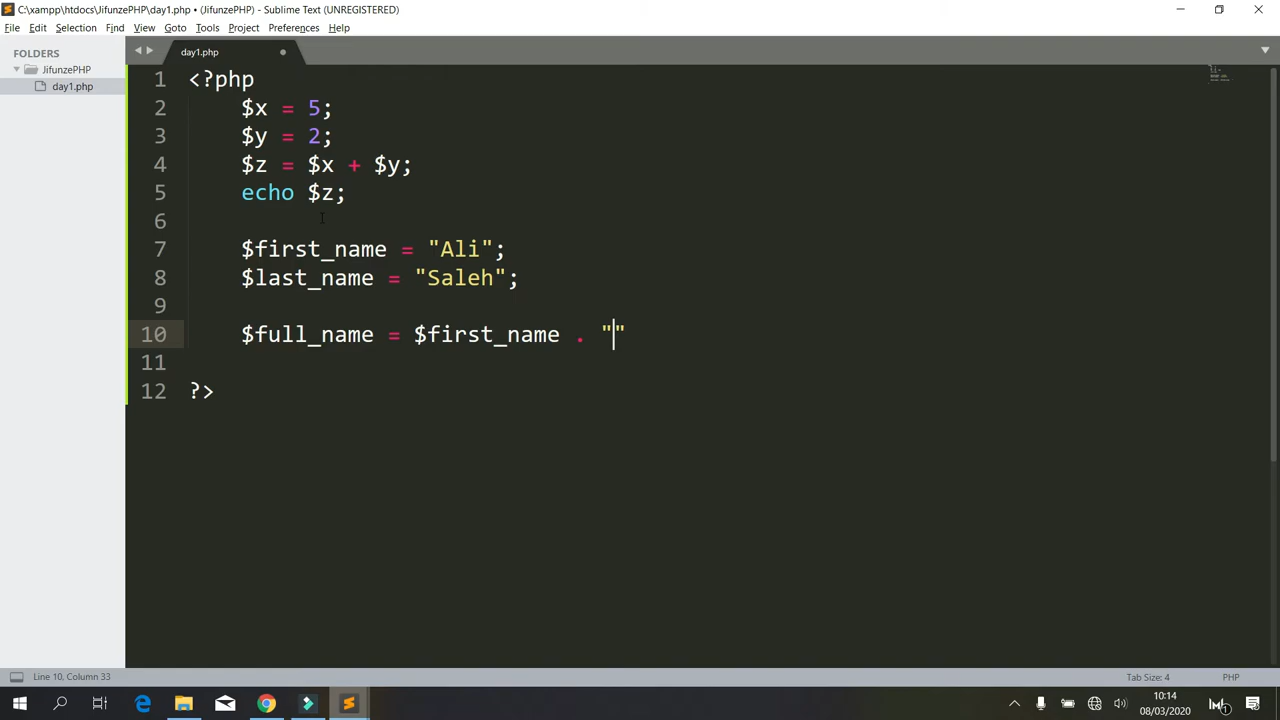 C:\xampp\htdocs\JifunzePHP\day1.php • (JifunzePHP) - Sublime Text (UNREGISTERED)
File Edit Selection Find View Goto Tools Project Preferences Help
FOLDERS
JifunzePHP
day1.php
day1.php
1 <?php
2 $x = 5;
3 $y = 2;
4 $z = $x + $y;
5 echo $z;
6
7 $first_name = "Ali";
8 $last_name = "Saleh";
9
10 $full_name = $first_name . ""
11
12 ?>
Line 10, Column 33
Tab Size: 4
PHP
10:14
08/03/2020